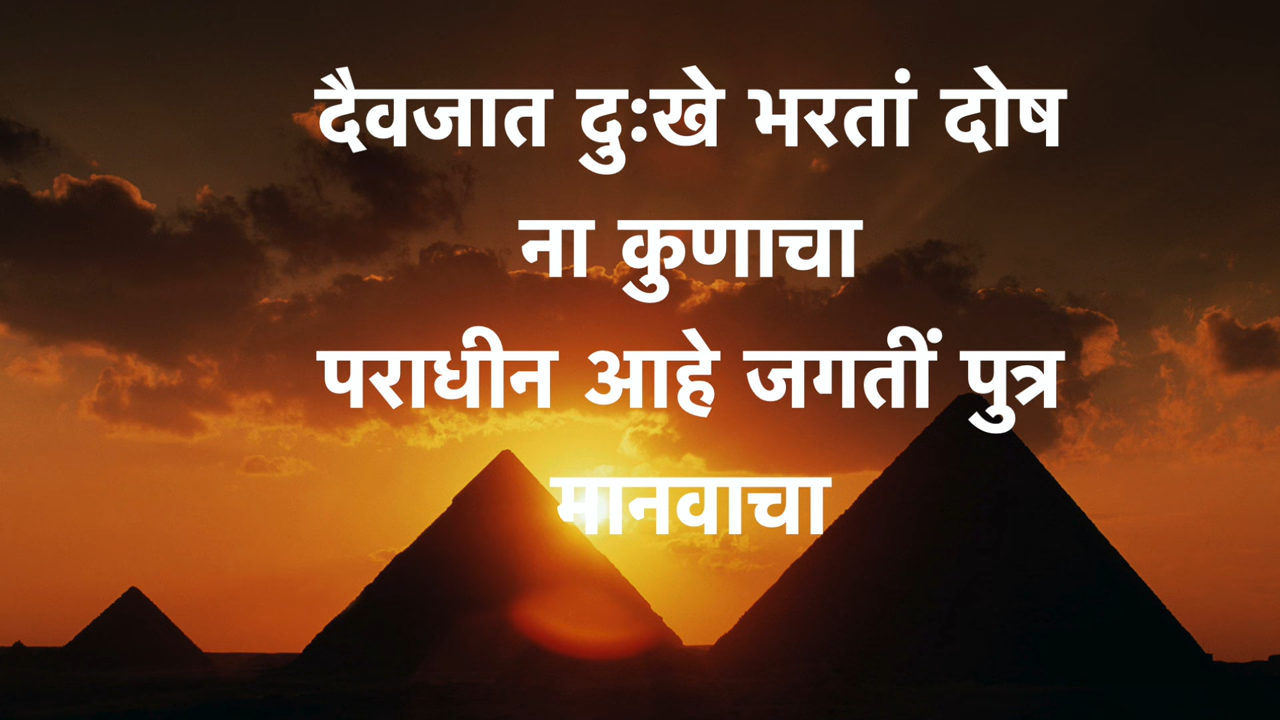 दैवजात दुःखे भरतां दोष
ना कुणाचा
पराधीन आहे जगतीं पुत्र
मानवाचा